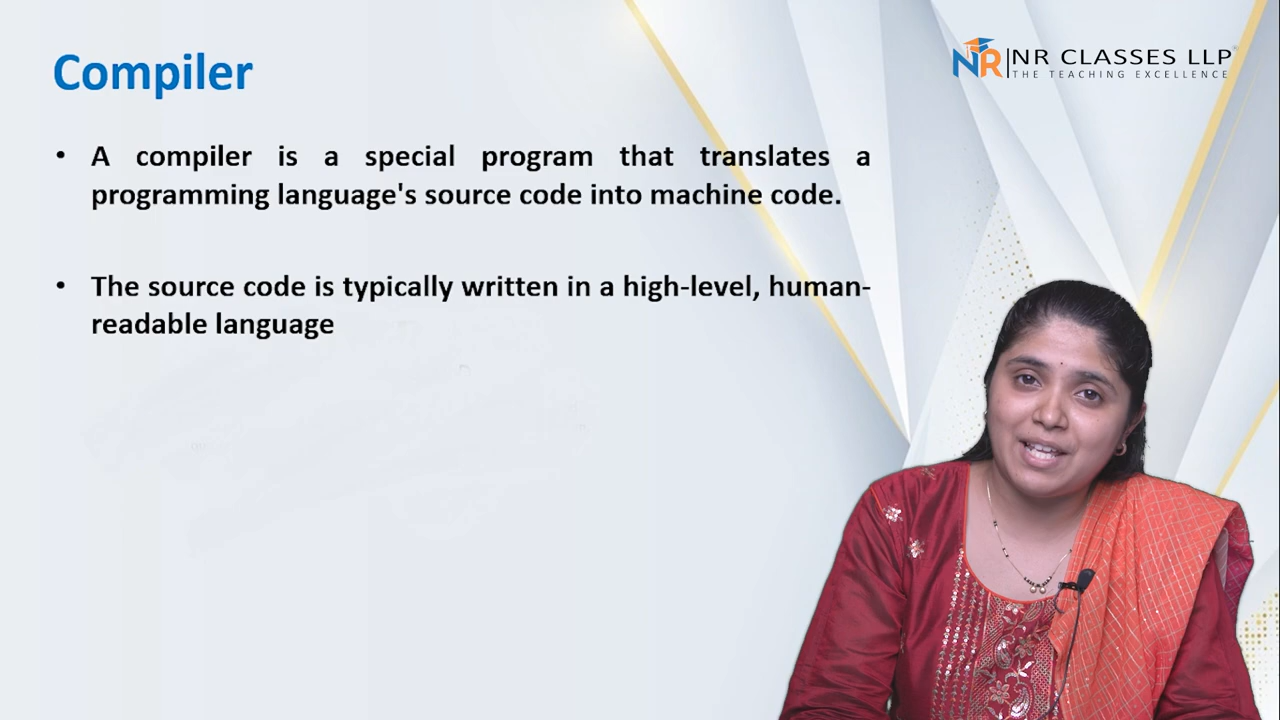 Compiler
NR | NR CLASSES LLP
THE TEACHING EXCELLENCE
• A compiler is a special program that translates a
programming language's source code into machine code.
• The source code is typically written in a high-level, human-
readable language